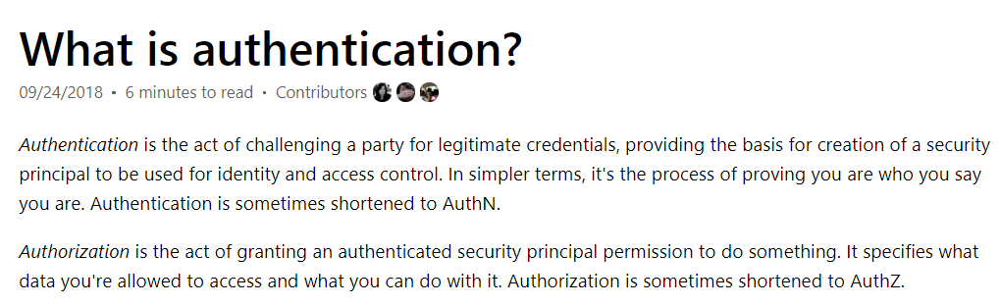 What is authentication?
09/24/2018 • 6 minutes to read • Contributors
Authentication is the act of challenging a party for legitimate credentials, providing the basis for creation of a security
principal to be used for identity and access control. In simpler terms, it's the process of proving you are who you say
you are. Authentication is sometimes shortened to AuthN.
Authorization is the act of granting an authenticated security principal permission to do something. It specifies what
data you're allowed to access and what you can do with it. Authorization is sometimes shortened to AuthZ.